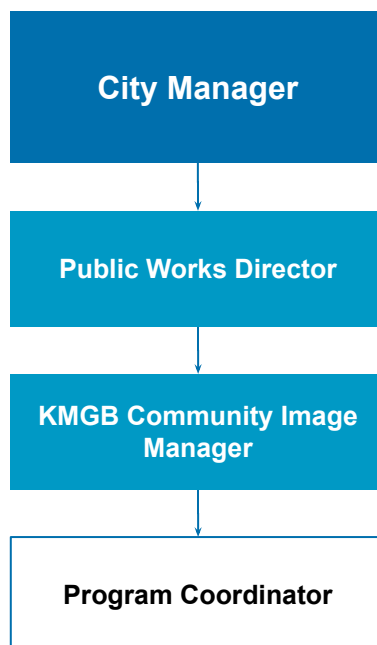 City Manager
Public Works Director
KMGB Community Image
Manager
Program Coordinator